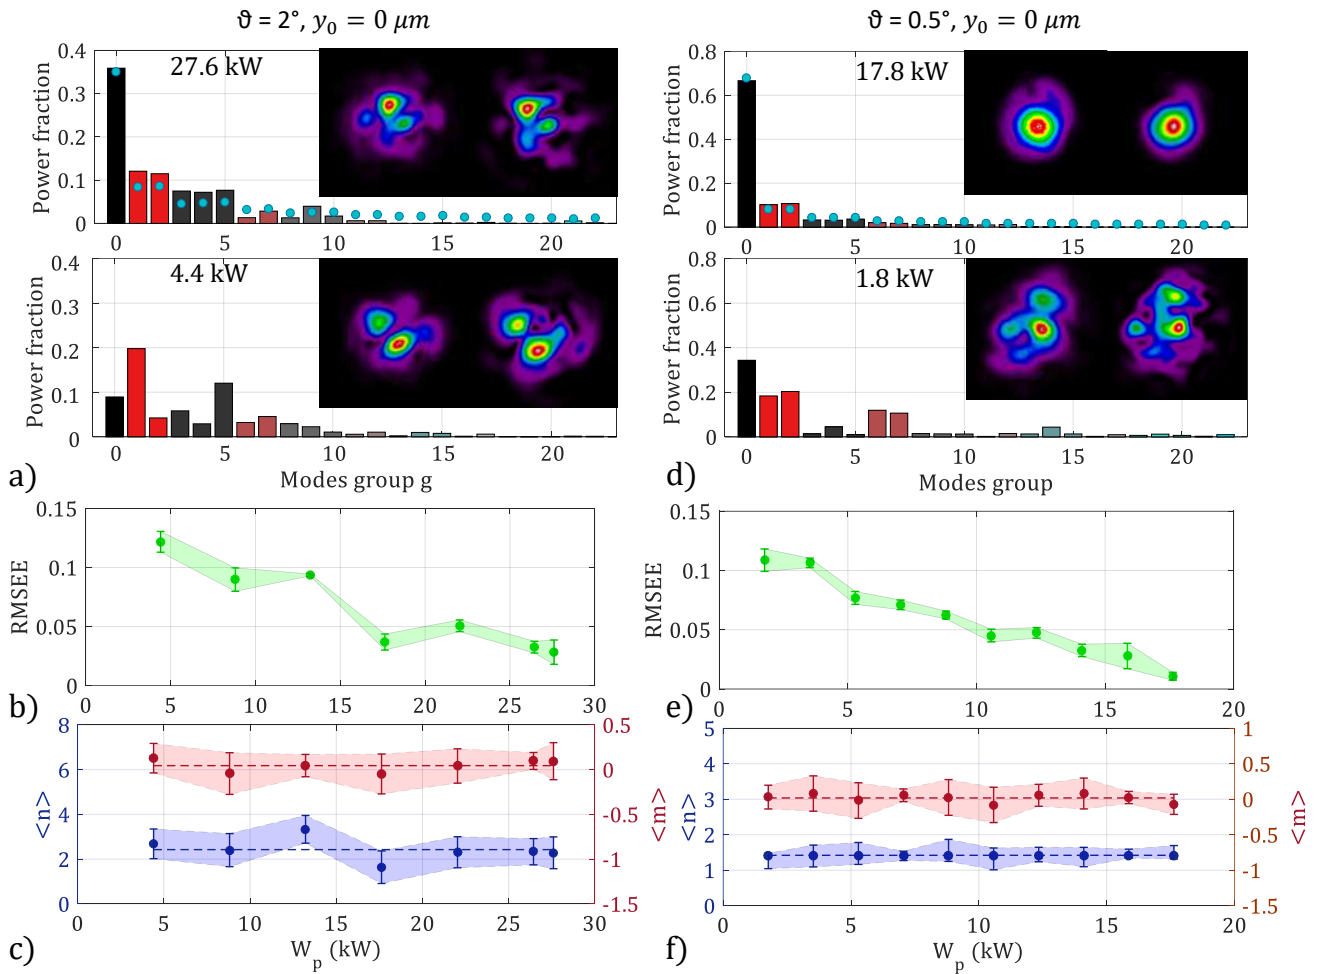 ϑ = 2°, y₀ = 0 μm
0.4
0.3
0.2
0.1
0
Power fraction
27.6 kW
0 5 10 15 20
0.4
0.3
0.2
0.1
0
Power fraction
4.4 kW
0 5 10 15 20
a)
Modes group g
0.15
0.1
0.05
0
RMSEE
0 5 10 15 20 25 30
b)
8
6
4
2
0
<n>
0.5
0
-0.5
-1
-1.5
<m>
0 5 10 15 20 25 30
c)
W_p (kW)
ϑ = 0.5°, y₀ = 0 μm
0.8
0.6
0.4
0.2
0
Power fraction
17.8 kW
0 5 10 15 20
0.8
0.6
0.4
0.2
0
Power fraction
1.8 kW
0 5 10 15 20
d)
Modes group
0.15
0.1
0.05
0
RMSEE
0 5 10 15 20
e)
5
4
3
2
1
0
<n>
1
0.5
0
-0.5
-1
-1.5
<m>
0 5 10 15 20
f)
W_p (kW)